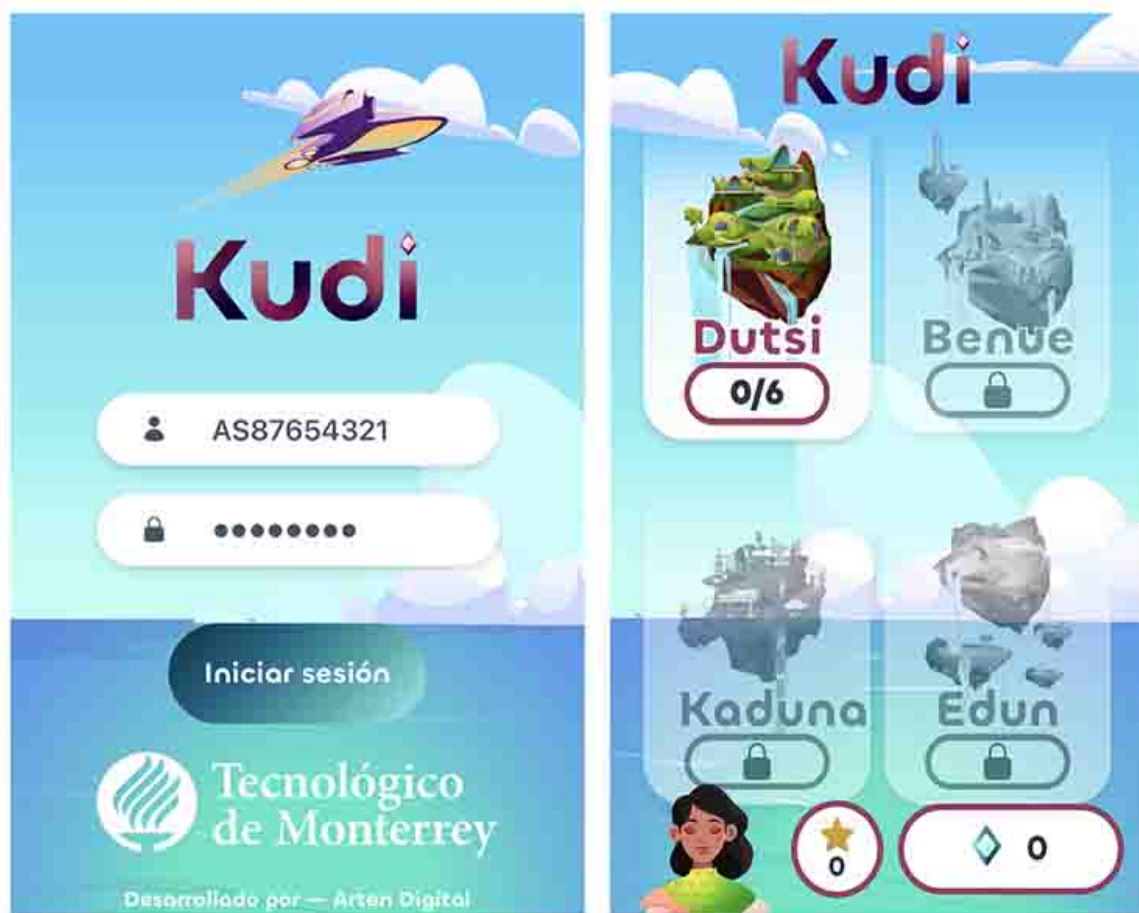 Kudi
AS87654321
Iniciar sesión
Tecnológico
de Monterrey
Desarrollado por — Arten Digital
Kudi
Dutsi
0/6
Benue
Kaduna
Edun
0
0